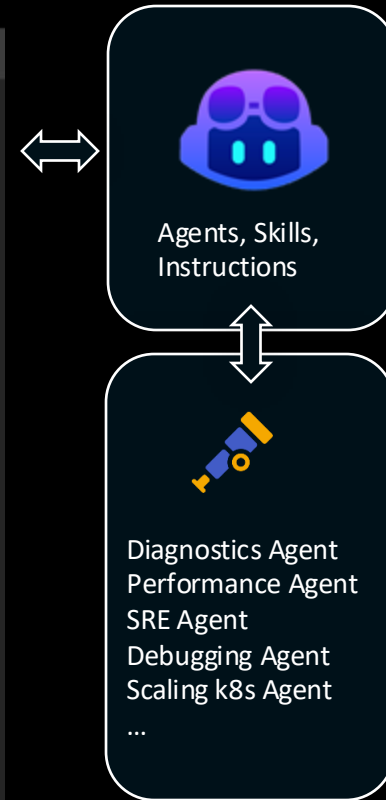 Agents, Skills,
Instructions
Diagnostics Agent
Performance Agent
SRE Agent
Debugging Agent
Scaling k8s Agent
...